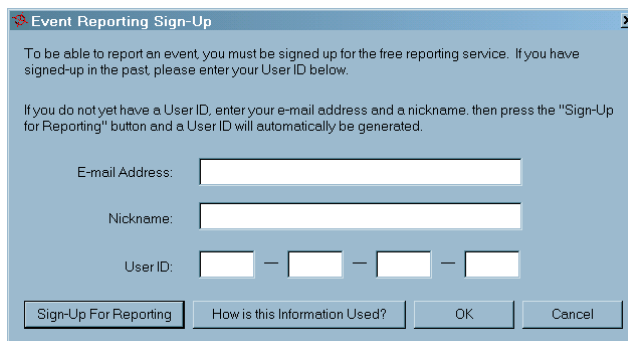 Event Reporting Sign-Up
To be able to report an event, you must be signed up for the free reporting service. If you have
signed-up in the past, please enter your User ID below.
If you do not yet have a User ID, enter your e-mail address and a nickname. then press the "Sign-Up
for Reporting" button and a User ID will automatically be generated.
E-mail Address:
Nickname:
User ID: — — —
Sign-Up For Reporting How is this Information Used? OK Cancel